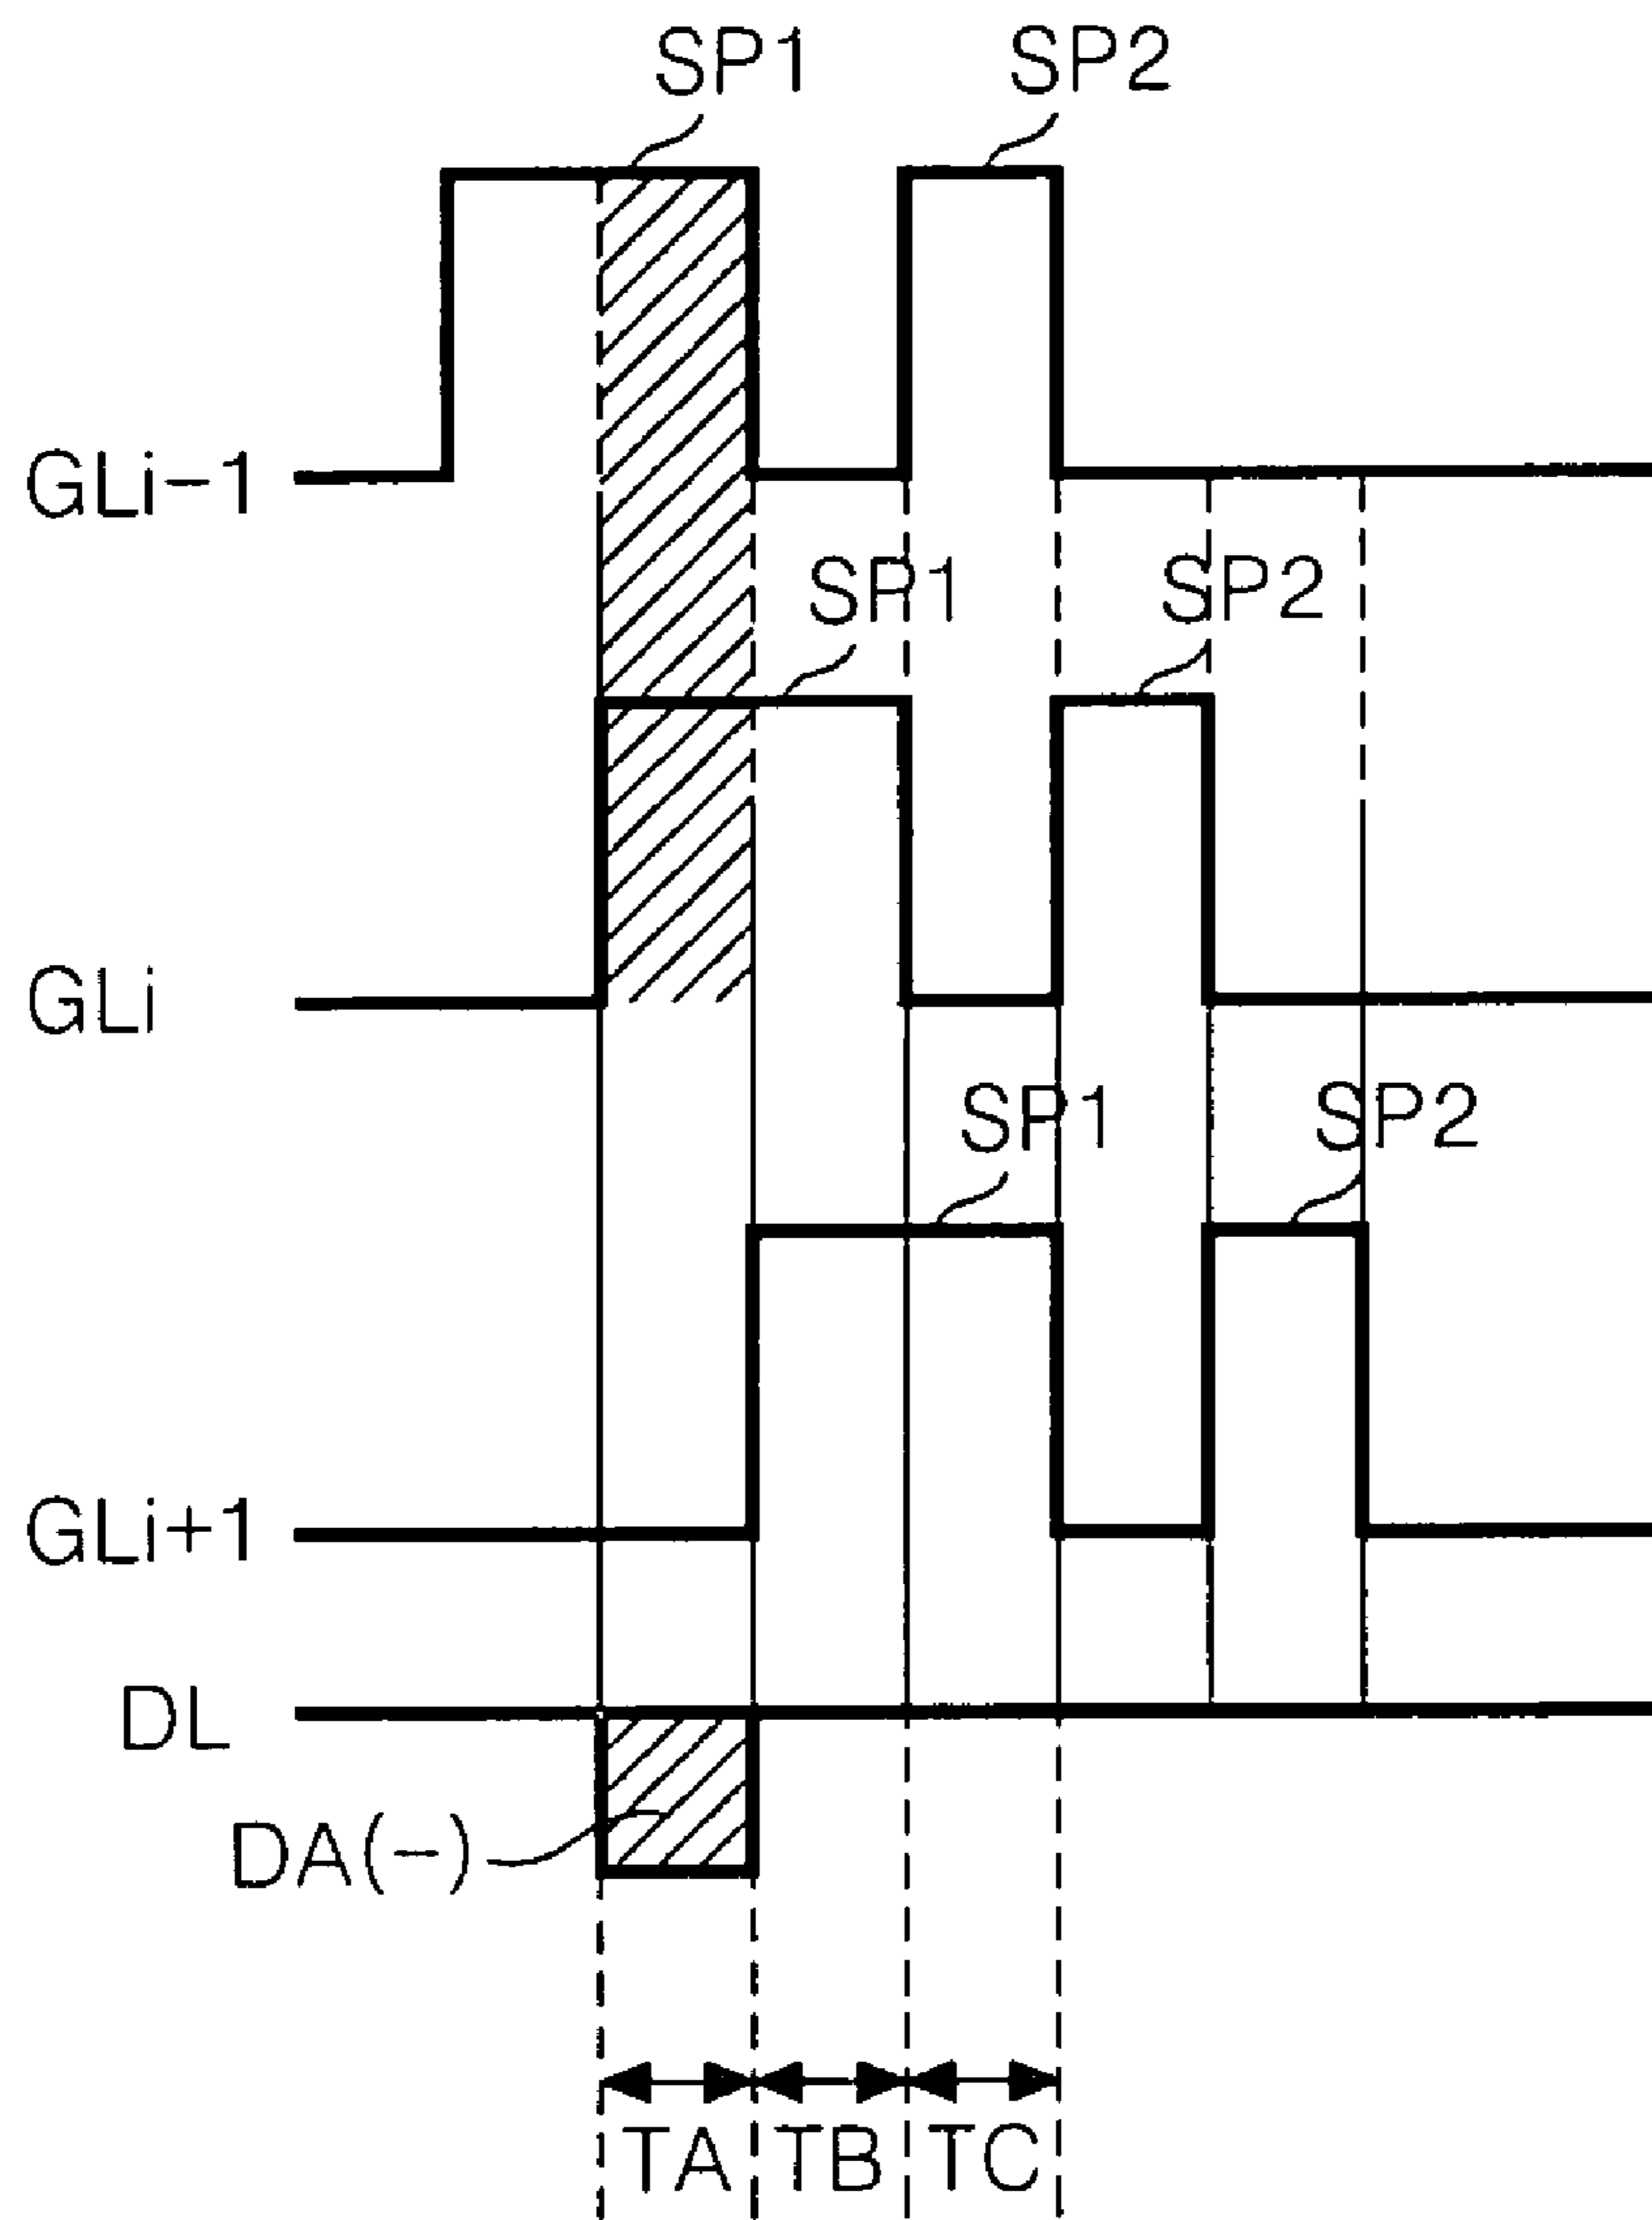 SP1 SP2
GLi-1
SP1 SP2
GLi
SP1 SP2
GLi+1
DL
DA(-)
TA TB TC